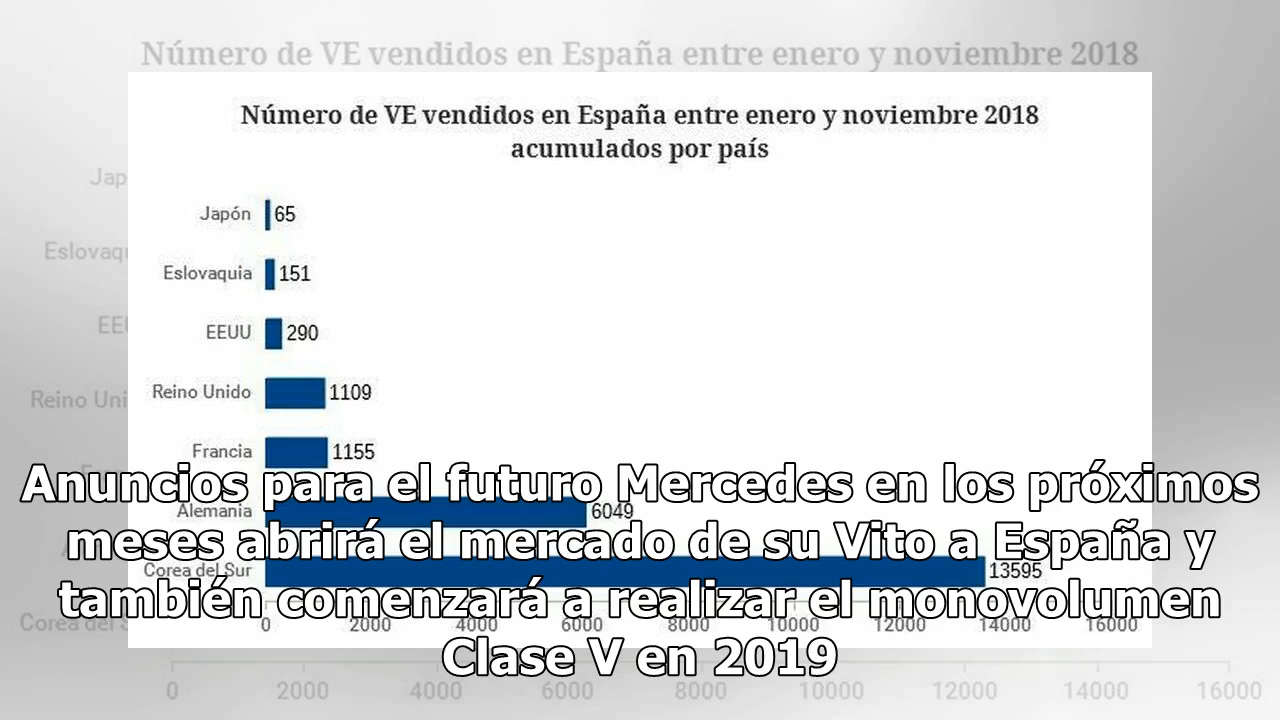 Número de VE vendidos en España entre enero y noviembre 2018
Número de VE vendidos en España entre enero y noviembre 2018
acumulados por país
Japón 65
Eslovaquia 151
EEUU 290
Reino Unido 1109
Francia 1155
Alemania 6049
Corea del Sur 13595
0 2000 4000 6000 8000 10000 12000 14000 16000
Anuncios para el futuro Mercedes en los próximos
meses abrirá el mercado de su Vito a España y
también comenzará a realizar el monovolumen
Clase V en 2019
0 2000 4000 6000 8000 10000 12000 14000 16000